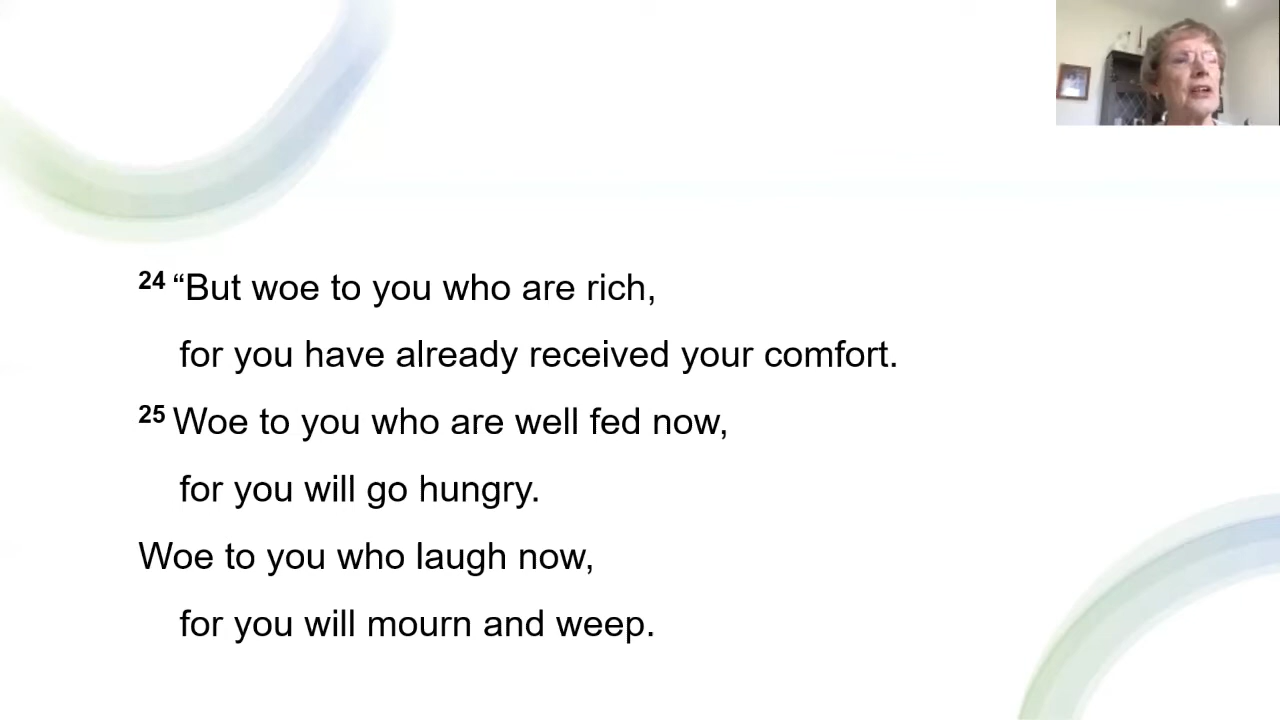 24 “But woe to you who are rich,
for you have already received your comfort.
25 Woe to you who are well fed now,
for you will go hungry.
Woe to you who laugh now,
for you will mourn and weep.